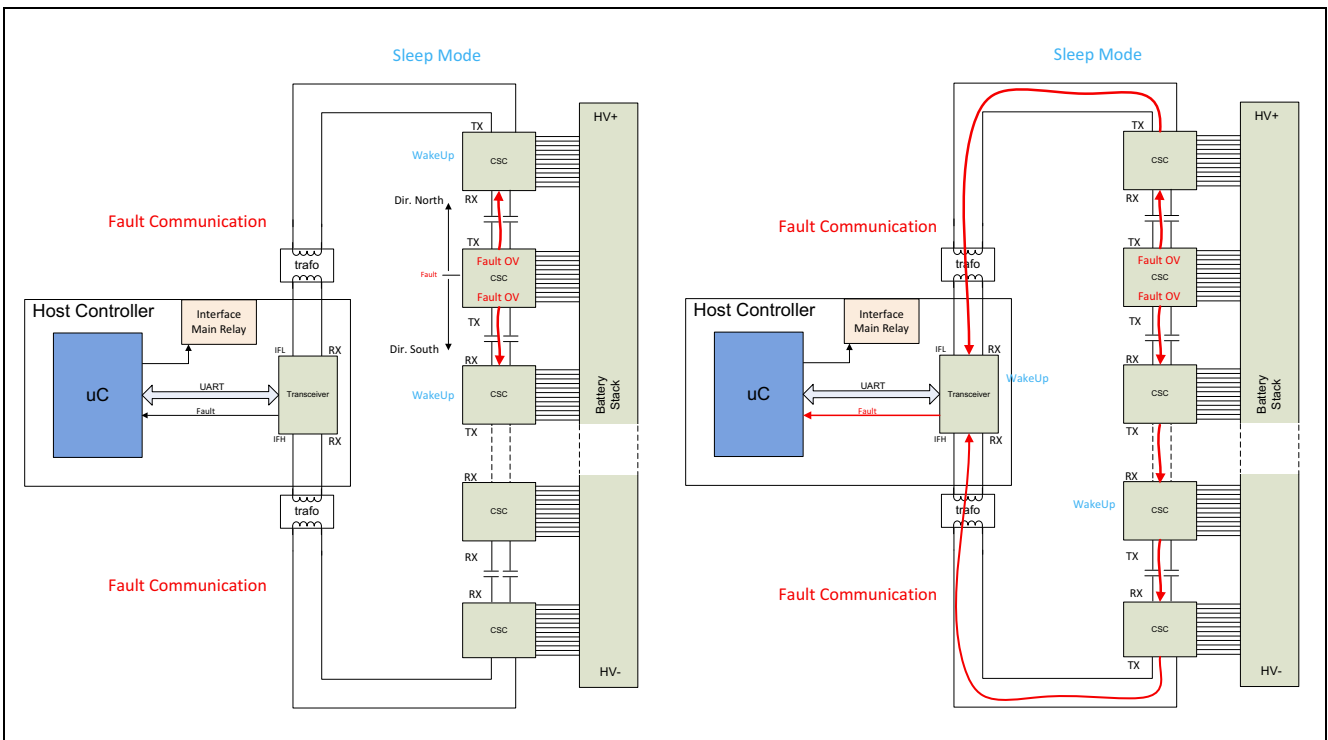 Sleep Mode
HV+
TX
CSC
WakeUp
RX
Dir. North
Fault Communication
TX
Fault OV
CSC
Fault
Fault OV
trafo
Host Controller
Interface
Main Relay
TX
Dir. South
RX
IFL
RX
uC
UART
Transceiver
Fault
WakeUp
CSC
Battery
Stack
IFH
RX
TX
RX
CSC
trafo
RX
Fault Communication
RX
CSC
HV-
Sleep Mode
HV+
TX
CSC
RX
Fault Communication
TX
Fault OV
CSC
Fault OV
trafo
Host Controller
Interface
Main Relay
TX
RX
IFL
RX
WakeUp
uC
UART
Transceiver
Fault
CSC
Battery
Stack
IFH
RX
TX
RX
CSC
WakeUp
trafo
TX
Fault Communication
RX
CSC
TX
HV-